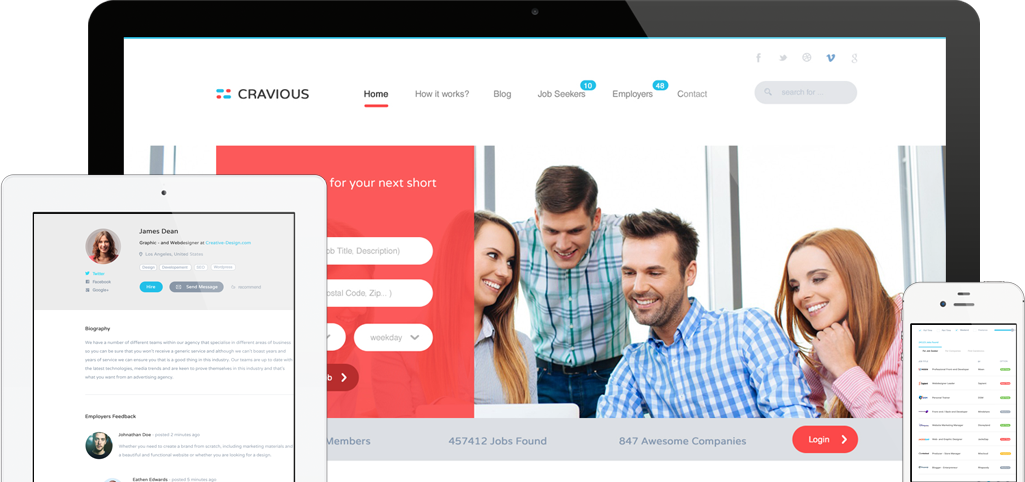 CRAVIOUS
Home
How it works?
Blog
Job Seekers
10
Employers
48
Contact
search for...
for your next short
ob Title, Description)
ostal Code, Zip.. )
weekday
b
Members
457412 Jobs Found
847 Awesome Companies
Login
James Dean
Graphic - and Webdesigner at Creative Design.com
Los Angeles, United States
Design
Development
SEO
Wordpress
Twitter
Facebook
Google+
Hire
Send Message
recommend
Biography
We have a number of different teams within our agency that specialise in different areas of business
so you can be sure that you won't receive a generic service and although we can't boast years and
years of service we can ensure you that is a good thing in this industry. Our teams are up to date with
the latest technologies, media trends and are keen to prove themselves in this industry and that's
what you want from an advertising agency.
Employers Feedback
Johnathan Doe - posted 2 minutes ago
Whether you need to create a brand from scratch, including marketing materials and
a beautiful and functional website or whether you are looking for a design
Eathen Edwards - posted 5 minutes ago